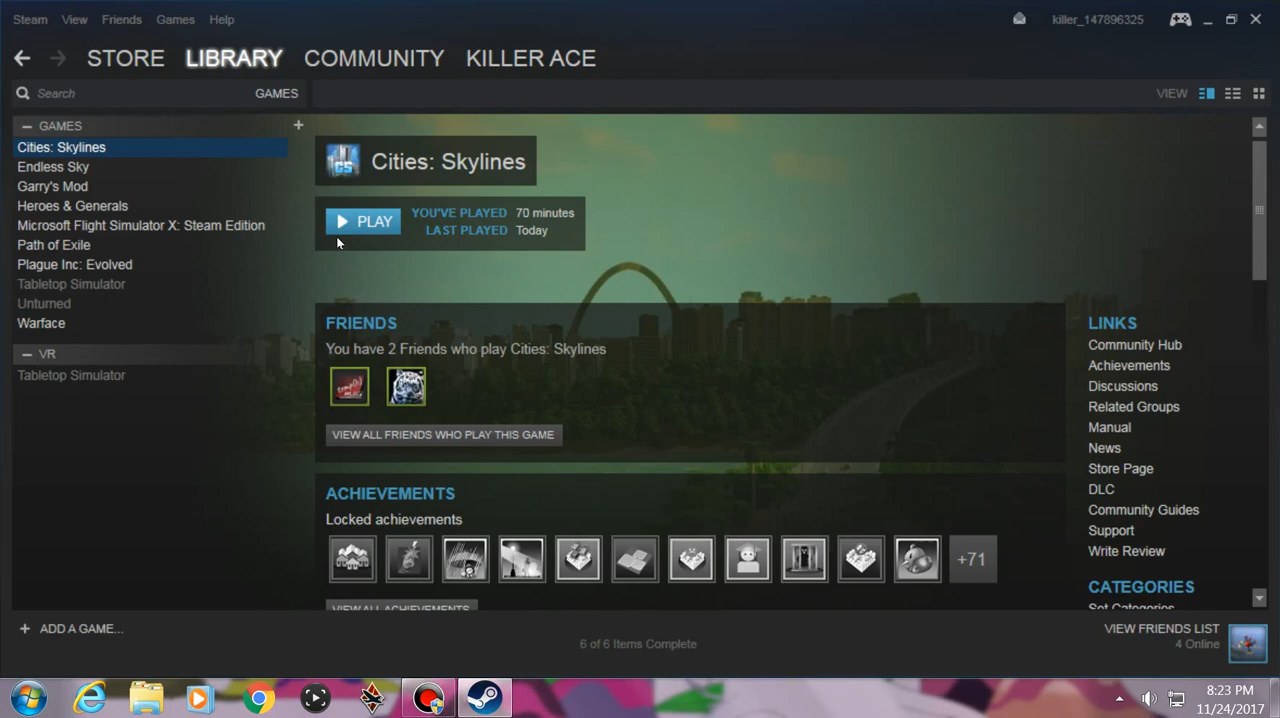 Steam View Friends Games Help killer_147896325
STORE LIBRARY COMMUNITY KILLER ACE
Search GAMES VIEW
GAMES
Cities: Skylines
Endless Sky
Garry's Mod
Heroes & Generals
Microsoft Flight Simulator X: Steam Edition
Path of Exile
Plague Inc: Evolved
Tabletop Simulator
Unturned
Warface
VR
Tabletop Simulator
Cities: Skylines
PLAY
YOU'VE PLAYED 70 minutes
LAST PLAYED Today
FRIENDS
You have 2 Friends who play Cities: Skylines
VIEW ALL FRIENDS WHO PLAY THIS GAME
ACHIEVEMENTS
Locked achievements
+71
VIEW ALL ACHIEVEMENTS
LINKS
Community Hub
Achievements
Discussions
Related Groups
Manual
News
Store Page
DLC
Community Guides
Support
Write Review
CATEGORIES
Set Categories
+ ADD A GAME...
6 of 6 Items Complete
VIEW FRIENDS LIST
4 Online
8:23 PM
11/24/2017